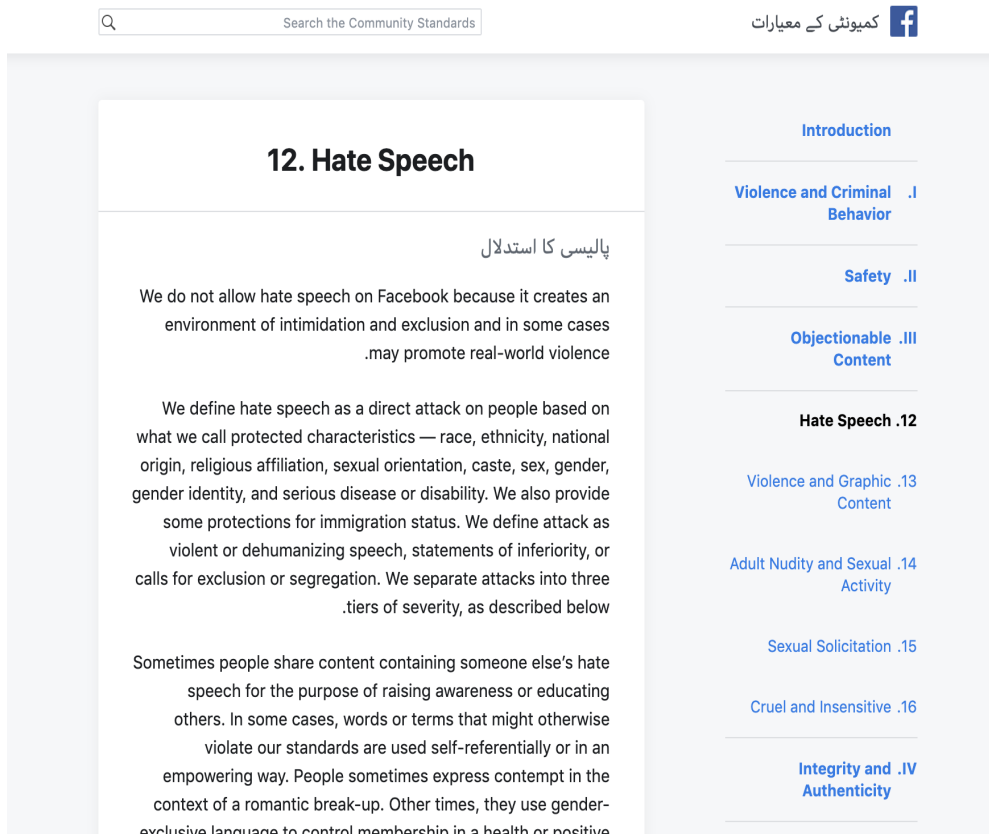 Search the Community Standards
کمیونٹی کے معیارات
12. Hate Speech
پالیسی کا استدلال
We do not allow hate speech on Facebook because it creates an
environment of intimidation and exclusion and in some cases
.may promote real-world violence
We define hate speech as a direct attack on people based on
what we call protected characteristics — race, ethnicity, national
origin, religious affiliation, sexual orientation, caste, sex, gender,
gender identity, and serious disease or disability. We also provide
some protections for immigration status. We define attack as
violent or dehumanizing speech, statements of inferiority, or
calls for exclusion or segregation. We separate attacks into three
.tiers of severity, as described below
Sometimes people share content containing someone else’s hate
speech for the purpose of raising awareness or educating
others. In some cases, words or terms that might otherwise
violate our standards are used self-referentially or in an
empowering way. People sometimes express contempt in the
context of a romantic break-up. Other times, they use gender-
exclusive language to control membership in a health or positive
Introduction
Violence and Criminal .I
Behavior
Safety .II
Objectionable .III
Content
Hate Speech .12
Violence and Graphic .13
Content
Adult Nudity and Sexual .14
Activity
Sexual Solicitation .15
Cruel and Insensitive .16
Integrity and .IV
Authenticity